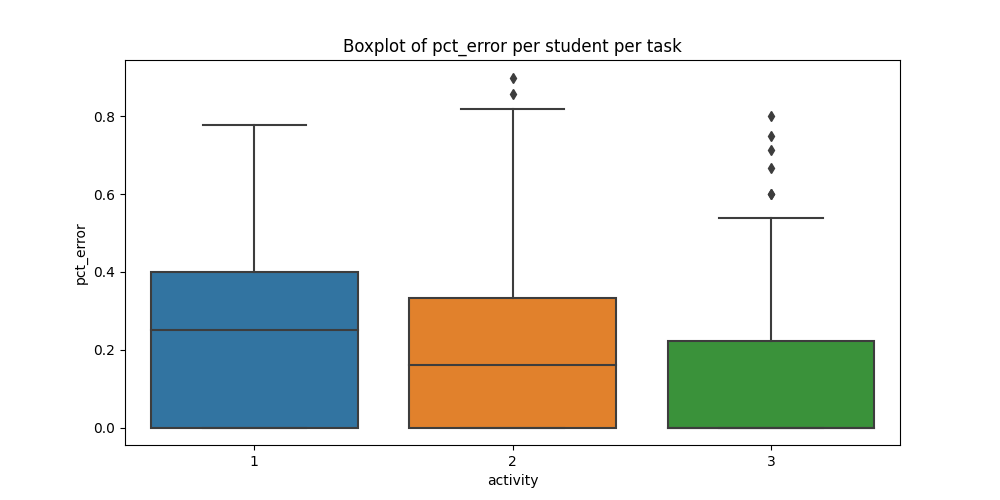 Boxplot of pct_error per student per task
pct_error
0.8
0.6
0.4
0.2
0.0
1
2
3
activity